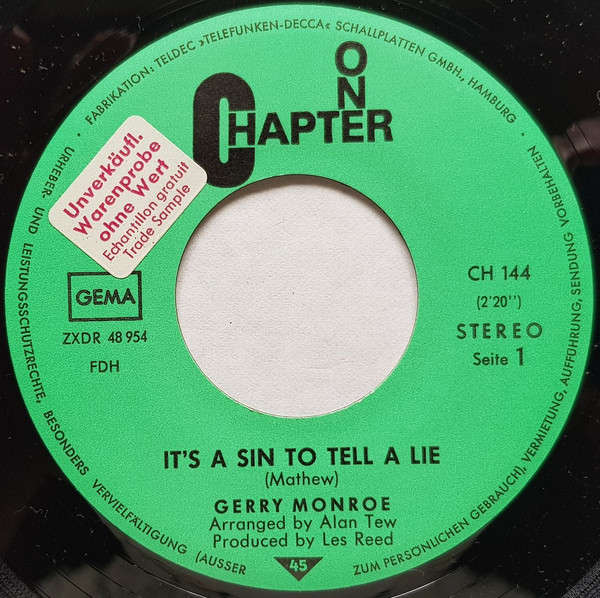 · FABRIKATION: TELDEC »TELEFUNKEN-DECCA« SCHALLPLATTEN GMBH., HAMBURG ·
URHEBER- UND LEISTUNGSSCHUTZRECHTE, BESONDERS VERVIELFÄLTIGUNG (AUSSER
ZUM PERSÖNLICHEN GEBRAUCH), VERMIETUNG, AUFFÜHRUNG, SENDUNG VORBEHALTEN ·
CHAPTER ONE
Unverkäufl.
Warenprobe
ohne Wert
Echantillon gratuit
Trade Sample
GEMA
ZXDR 48 954
FDH
CH 144
(2'20'')
STEREO
Seite 1
IT'S A SIN TO TELL A LIE
(Mathew)
GERRY MONROE
Arranged by Alan Tew
Produced by Les Reed
45